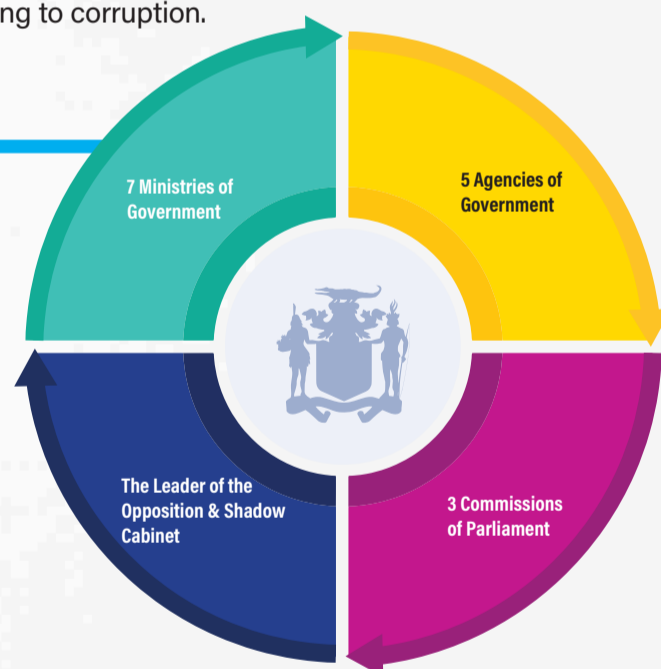 ng to corruption.
7 Ministries of
Government
5 Agencies of
Government
The Leader of the
Opposition & Shadow
Cabinet
3 Commissions
of Parliament